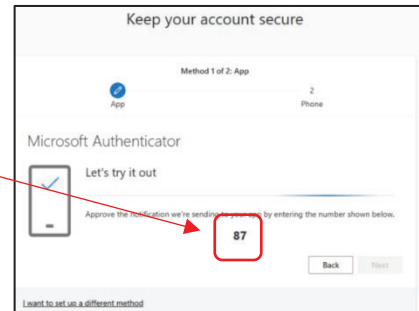 Keep your account secure
Method 1 of 2: App
App
2
Phone
Microsoft Authenticator
Let's try it out
Approve the notification we're sending to your app by entering the number shown below.
87
Back
Next
I want to set up a different method